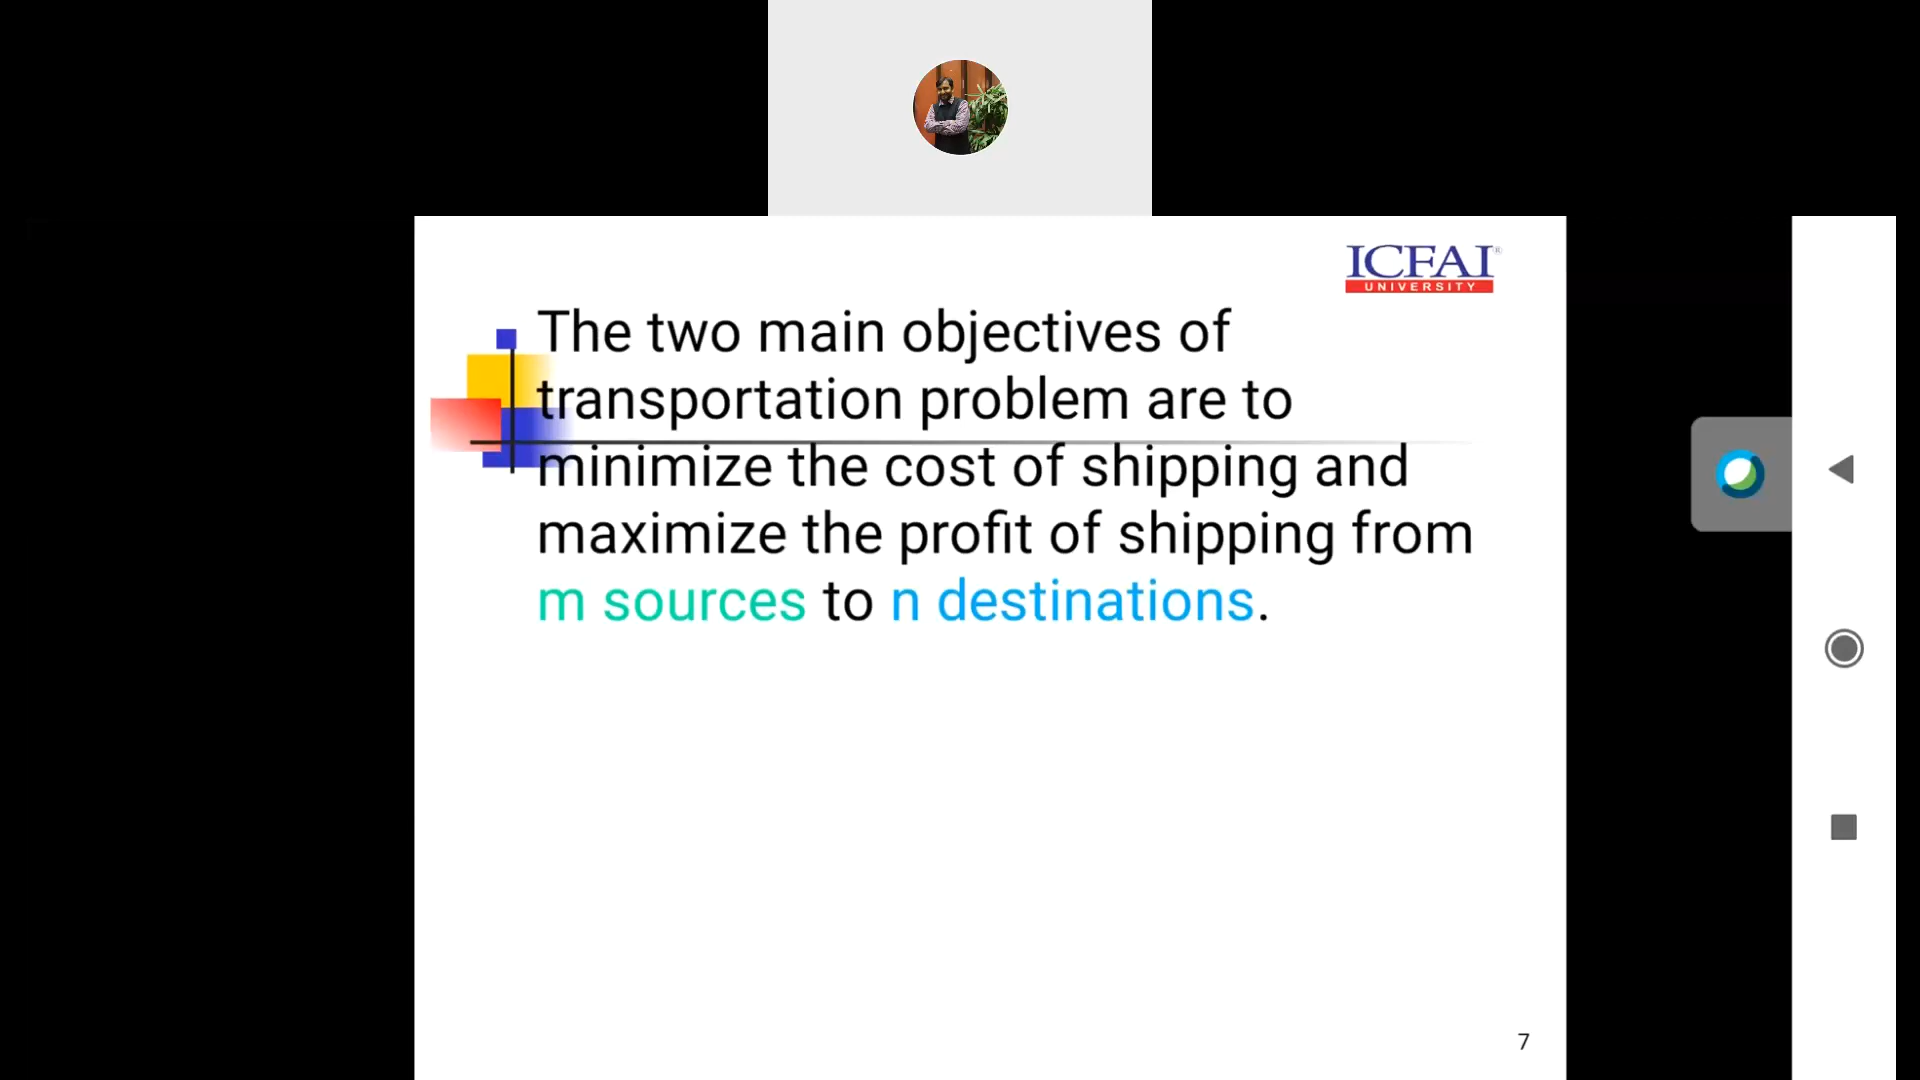 ICFAI®
UNIVERSITY
The two main objectives of
transportation problem are to
minimize the cost of shipping and
maximize the profit of shipping from
m sources to n destinations.
7